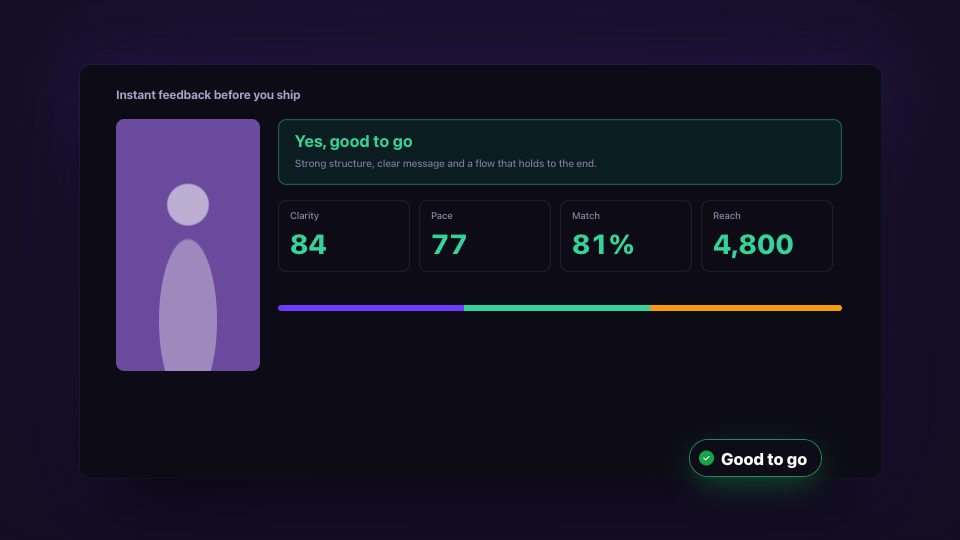 Instant feedback before you ship
Yes, good to go
Strong structure, clear message and a flow that holds to the end.
Clarity
84
Pace
77
Match
81%
Reach
4,800
Good to go